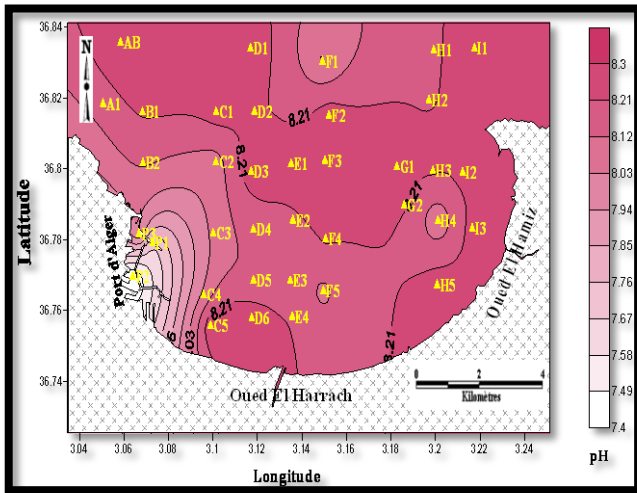 36.84
36.82
36.8
36.78
36.76
36.74
Latitude
N
AB
D1
F1
H1
I1
A1
B1
C1
D2
8.21
F2
H2
B2
C2
8.21
D3
E1
F3
G1
H3
I2
8.21
G2
P1
C3
D4
E2
F4
H4
I3
Port d'Alger
C4
D5
E3
F5
H5
Oued El Hamiz
03
8.21
C5
D6
E4
8.21
Oued El Harrach
0 2 4
Kilomètres
3.04 3.06 3.08 3.1 3.12 3.14 3.16 3.18 3.2 3.22 3.24
Longitude
8.3
8.21
8.12
8.03
7.94
7.85
7.76
7.67
7.58
7.49
7.4
pH